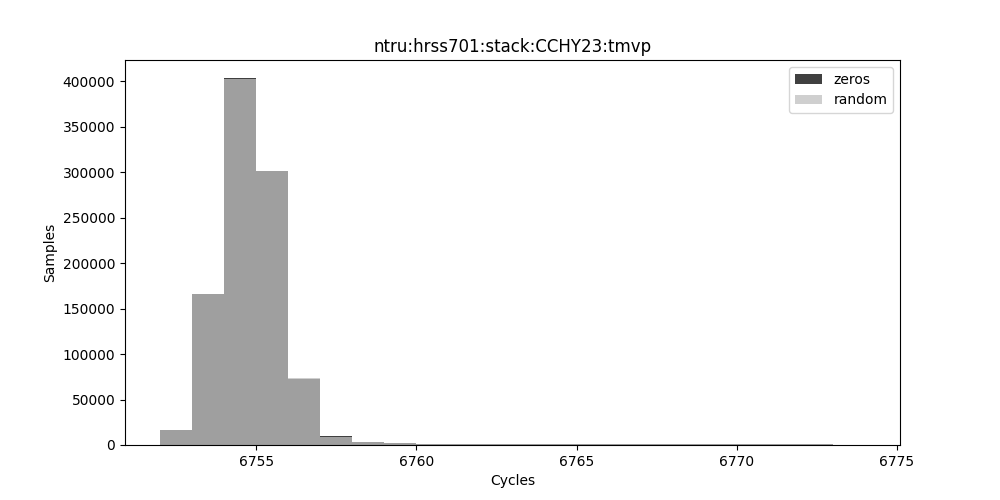 ntru:hrss701:stack:CCHY23:tmvp
zeros
random
400000
350000
300000
250000
200000
150000
100000
50000
0
Samples
6755 6760 6765 6770 6775
Cycles